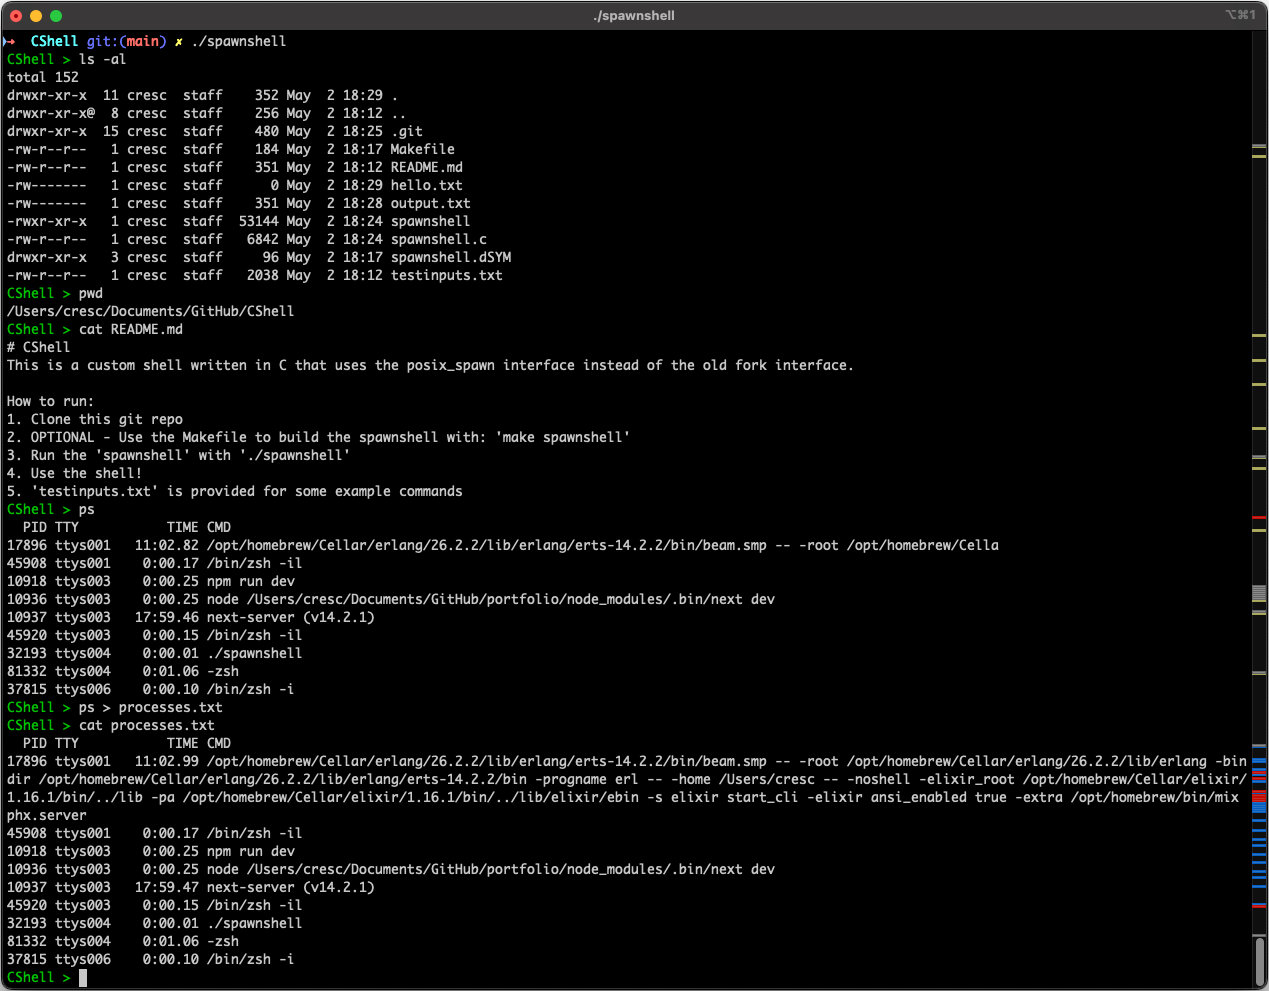 ./spawnshell
⌥⌘1
→  CShell git:(main) ✗ ./spawnshell
CShell > ls -al
total 152
drwxr-xr-x  11 cresc  staff    352 May  2 18:29 .
drwxr-xr-x@  8 cresc  staff    256 May  2 18:12 ..
drwxr-xr-x  15 cresc  staff    480 May  2 18:25 .git
-rw-r--r--   1 cresc  staff    184 May  2 18:17 Makefile
-rw-r--r--   1 cresc  staff    351 May  2 18:12 README.md
-rw-------   1 cresc  staff      0 May  2 18:29 hello.txt
-rw-------   1 cresc  staff    351 May  2 18:28 output.txt
-rwxr-xr-x   1 cresc  staff  53144 May  2 18:24 spawnshell
-rw-r--r--   1 cresc  staff   6842 May  2 18:24 spawnshell.c
drwxr-xr-x   3 cresc  staff     96 May  2 18:17 spawnshell.dSYM
-rw-r--r--   1 cresc  staff   2038 May  2 18:12 testinputs.txt
CShell > pwd
/Users/cresc/Documents/GitHub/CShell
CShell > cat README.md
# CShell
This is a custom shell written in C that uses the posix_spawn interface instead of the old fork interface.
How to run:
1. Clone this git repo
2. OPTIONAL - Use the Makefile to build the spawnshell with: 'make spawnshell'
3. Run the 'spawnshell' with './spawnshell'
4. Use the shell!
5. 'testinputs.txt' is provided for some example commands
CShell > ps
  PID TTY           TIME CMD
17896 ttys001   11:02.82 /opt/homebrew/Cellar/erlang/26.2.2/lib/erlang/erts-14.2.2/bin/beam.smp -- -root /opt/homebrew/Cella
45908 ttys001    0:00.17 /bin/zsh -il
10918 ttys003    0:00.25 npm run dev
10936 ttys003    0:00.25 node /Users/cresc/Documents/GitHub/portfolio/node_modules/.bin/next dev
10937 ttys003   17:59.46 next-server (v14.2.1)
45920 ttys003    0:00.15 /bin/zsh -il
32193 ttys004    0:00.01 ./spawnshell
81332 ttys004    0:01.06 -zsh
37815 ttys006    0:00.10 /bin/zsh -i
CShell > ps > processes.txt
CShell > cat processes.txt
  PID TTY           TIME CMD
17896 ttys001   11:02.99 /opt/homebrew/Cellar/erlang/26.2.2/lib/erlang/erts-14.2.2/bin/beam.smp -- -root /opt/homebrew/Cellar/erlang/26.2.2/lib/erlang -bin
dir /opt/homebrew/Cellar/erlang/26.2.2/lib/erlang/erts-14.2.2/bin -progname erl -- -home /Users/cresc -- -noshell -elixir_root /opt/homebrew/Cellar/elixir/
1.16.1/bin/../lib -pa /opt/homebrew/Cellar/elixir/1.16.1/bin/../lib/elixir/ebin -s elixir start_cli -elixir ansi_enabled true -extra /opt/homebrew/bin/mix
phx.server
45908 ttys001    0:00.17 /bin/zsh -il
10918 ttys003    0:00.25 npm run dev
10936 ttys003    0:00.25 node /Users/cresc/Documents/GitHub/portfolio/node_modules/.bin/next dev
10937 ttys003   17:59.47 next-server (v14.2.1)
45920 ttys003    0:00.15 /bin/zsh -il
32193 ttys004    0:00.01 ./spawnshell
81332 ttys004    0:01.06 -zsh
37815 ttys006    0:00.10 /bin/zsh -i
CShell >